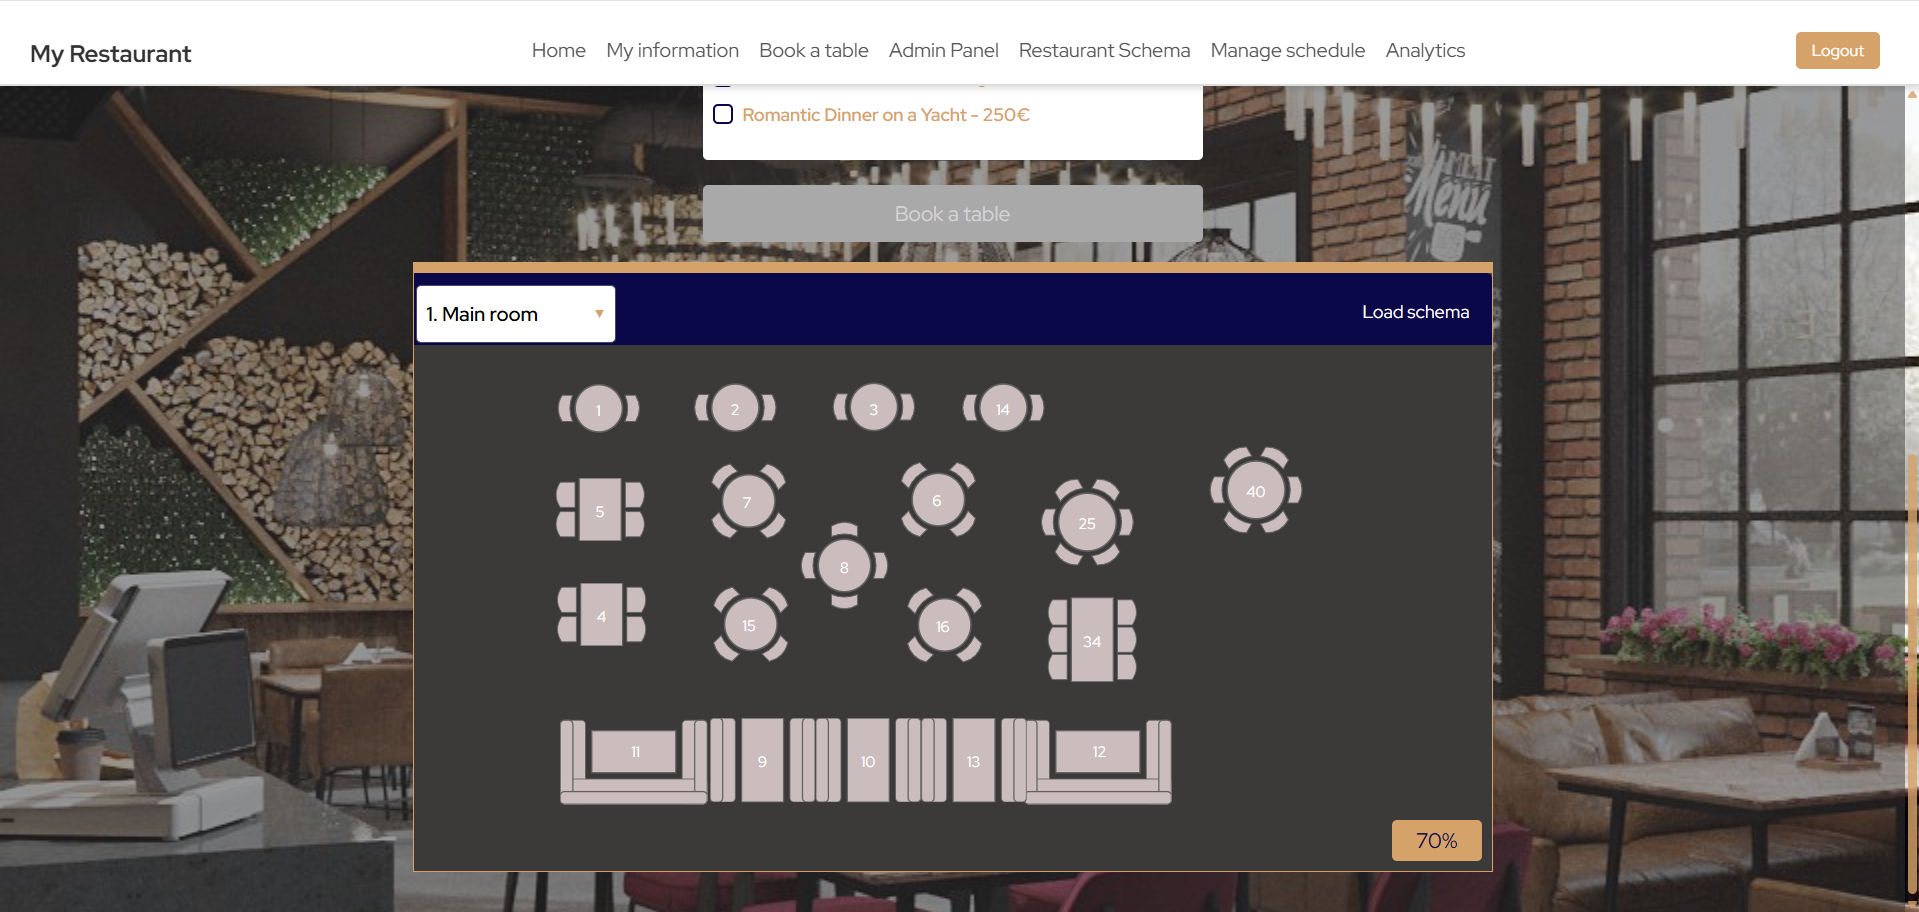 My Restaurant
Home My information Book a table Admin Panel Restaurant Schema Manage schedule Analytics
Logout
Romantic Dinner on a Yacht - 250€
MEAT
Menu
Book a table
1. Main room
Load schema
1 2 3 14
5 7 6 25 40
8
4 15 16 34
11 9 10 13 12
70%